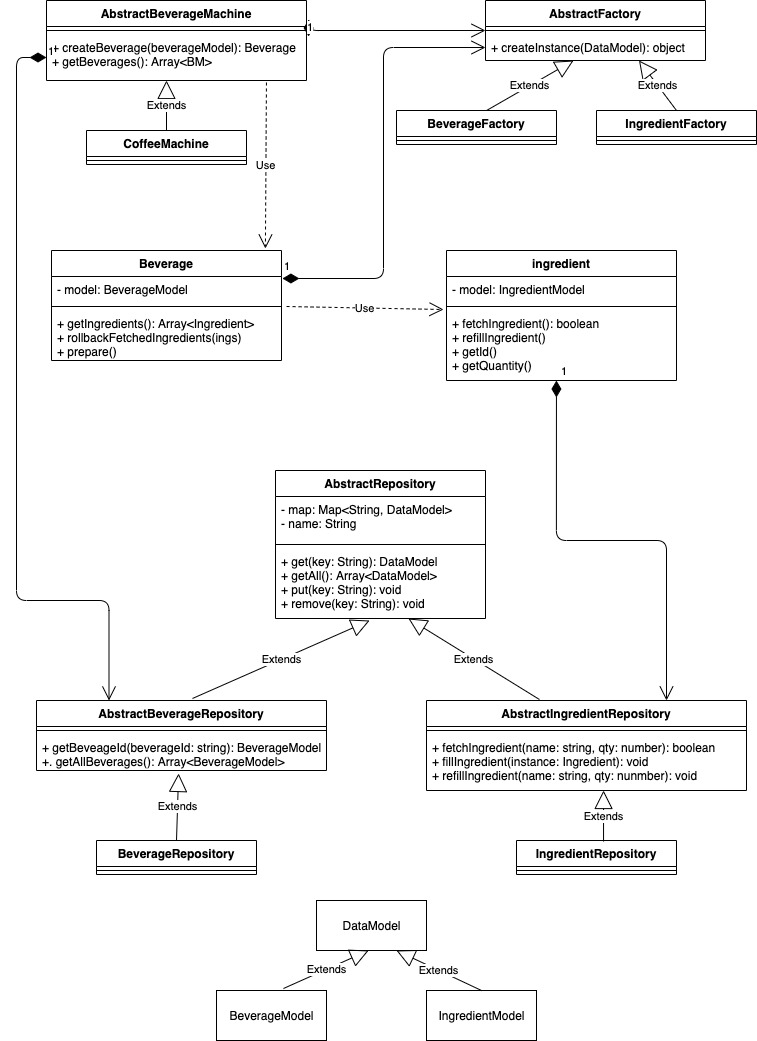 AbstractBeverageMachine
+ createBeverage(beverageModel): Beverage
+ getBeverages(): Array<BM>
1
1
AbstractFactory
+ createInstance(DataModel): object
Extends
Extends
Extends
BeverageFactory
IngredientFactory
CoffeeMachine
Use
Beverage
- model: BeverageModel
+ getIngredients(): Array<Ingredient>
+ rollbackFetchedIngredients(ings)
+ prepare()
1
Use
ingredient
- model: IngredientModel
+ fetchIngredient(): boolean
+ refillIngredient()
+ getId()
+ getQuantity()
1
AbstractRepository
- map: Map<String, DataModel>
- name: String
+ get(key: String): DataModel
+ getAll(): Array<DataModel>
+ put(key: String): void
+ remove(key: String): void
Extends
Extends
AbstractBeverageRepository
+ getBeveageId(beverageId: string): BeverageModel
+. getAllBeverages(): Array<BeverageModel>
AbstractIngredientRepository
+ fetchIngredient(name: string, qty: number): boolean
+ fillIngredient(instance: Ingredient): void
+ refillIngredient(name: string, qty: nunmber): void
Extends
Extends
BeverageRepository
IngredientRepository
DataModel
Extends
Extends
BeverageModel
IngredientModel